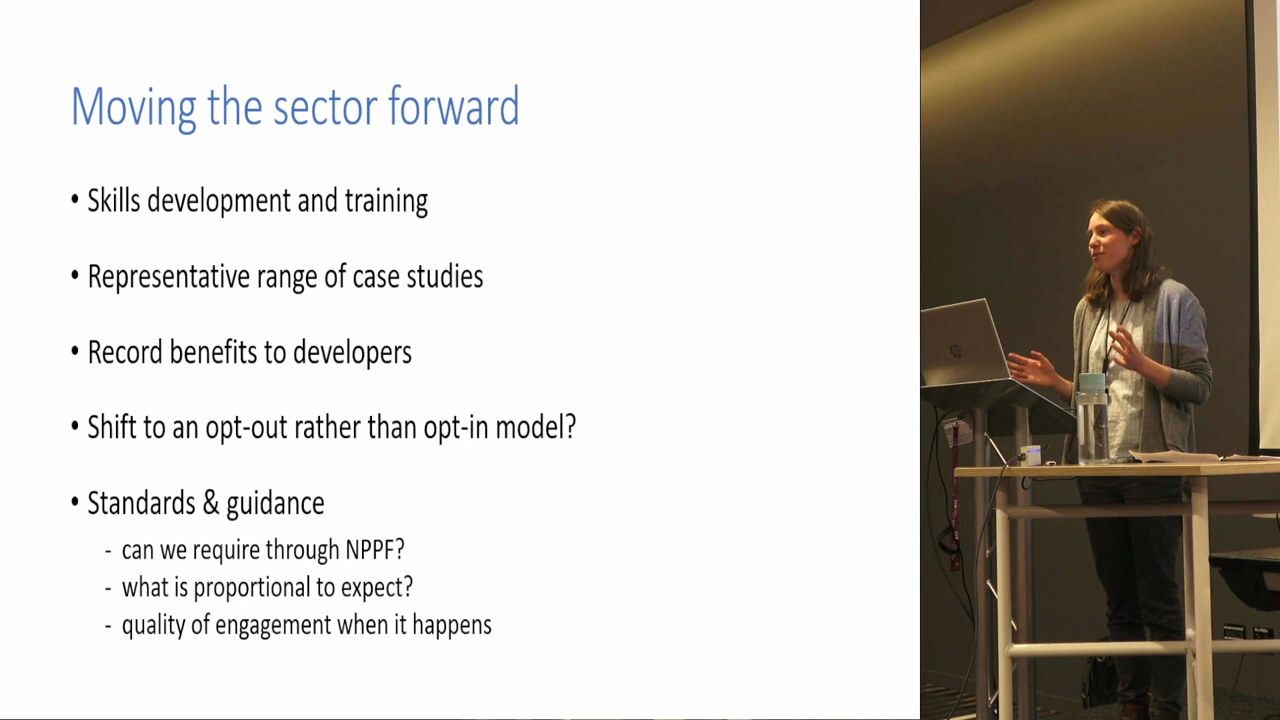 Moving the sector forward
• Skills development and training
• Representative range of case studies
• Record benefits to developers
• Shift to an opt-out rather than opt-in model?
• Standards & guidance
- can we require through NPPF?
- what is proportional to expect?
- quality of engagement when it happens